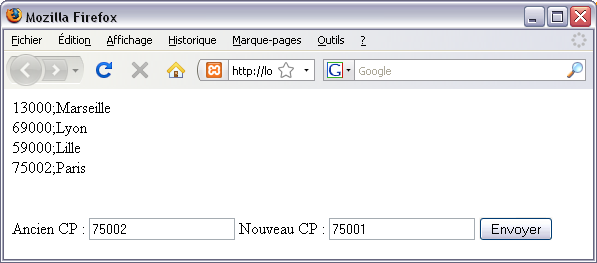 Mozilla Firefox
Fichier Édition Affichage Historique Marque-pages Outils ?
http://lo Google
13000;Marseille
69000;Lyon
59000;Lille
75002;Paris
Ancien CP : 75002 Nouveau CP : 75001 Envoyer